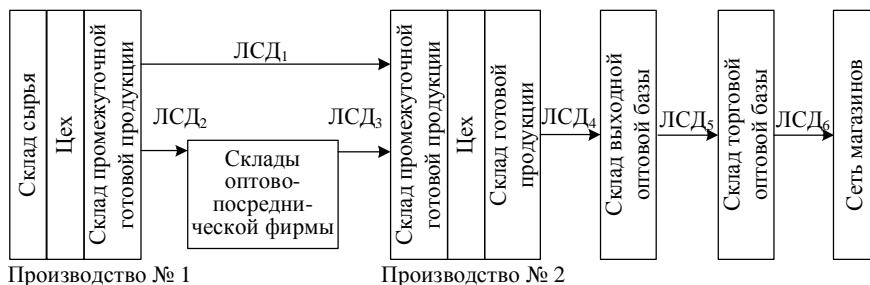 Склад сырья
Цех
Склад промежуточной
готовой продукции
ЛСД₁
ЛСД₂
Склады
оптово-
посредни-
ческой фирмы
ЛСД₃
Склад промежуточной
готовой продукции
Цех
Склад готовой
продукции
ЛСД₄
Склад выходной
оптовой базы
ЛСД₅
Склад торговой
оптовой базы
ЛСД₆
Сеть магазинов
Производство № 1
Производство № 2